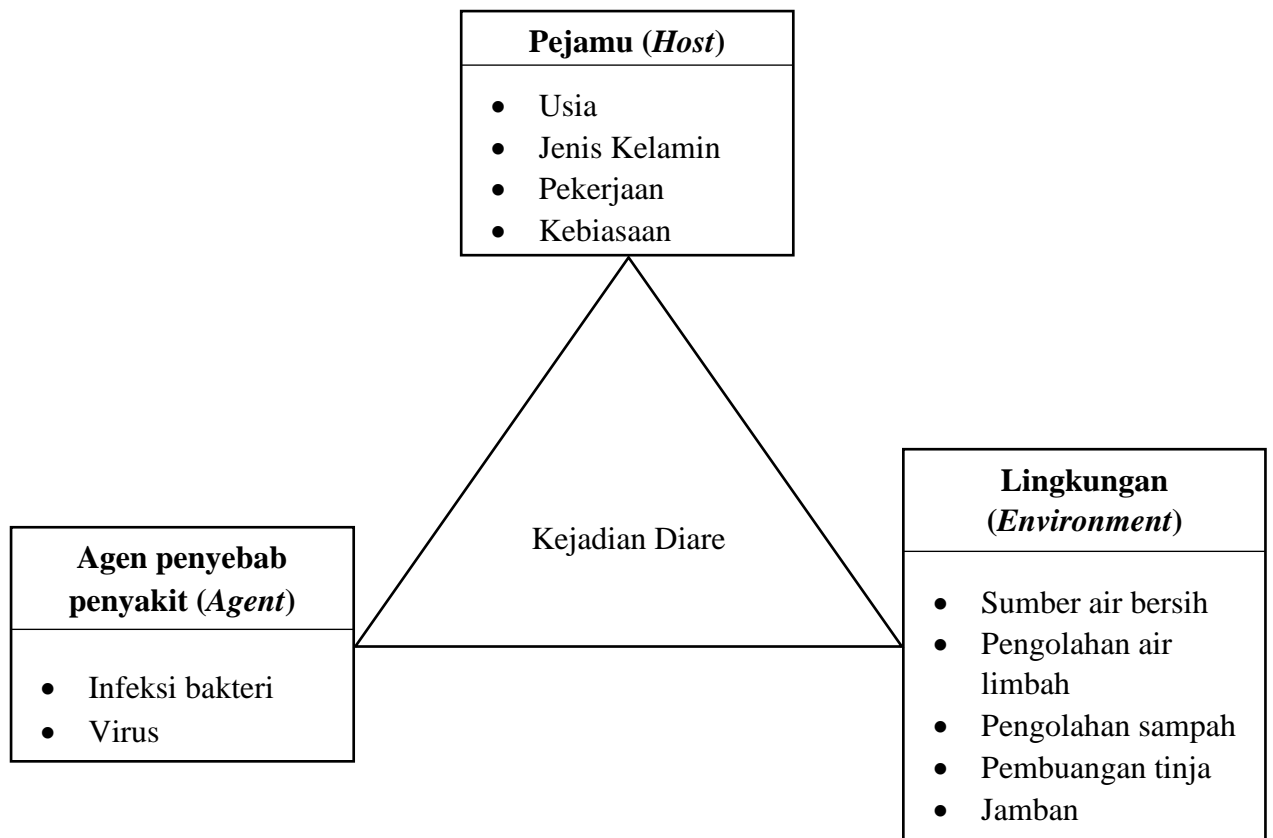 Pejamu (Host)
• Usia
• Jenis Kelamin
• Pekerjaan
• Kebiasaan
Kejadian Diare
Agen penyebab
penyakit (Agent)
• Infeksi bakteri
• Virus
Lingkungan
(Environment)
• Sumber air bersih
• Pengolahan air
limbah
• Pengolahan sampah
• Pembuangan tinja
• Jamban